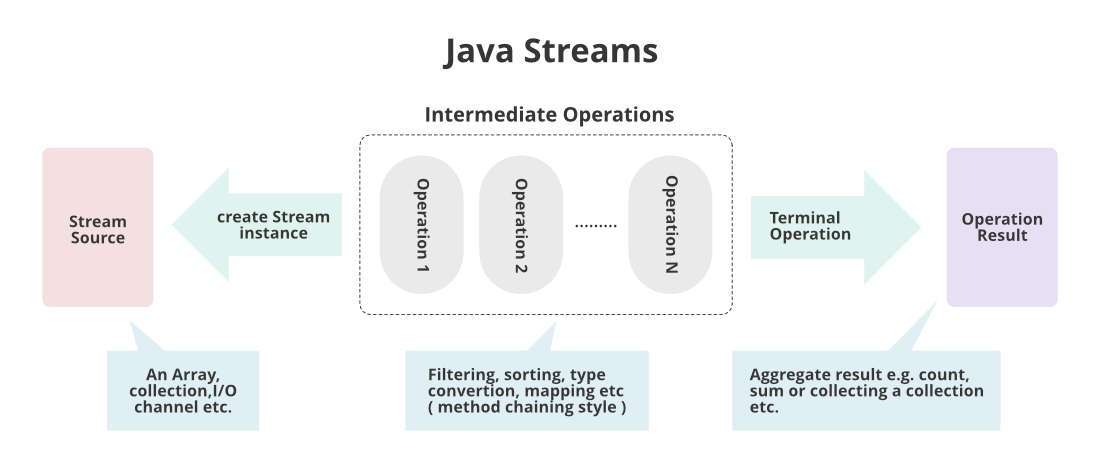 Java Streams
Intermediate Operations
Stream
Source
create Stream
instance
Operation 1
Operation 2
.........
Operation N
Terminal
Operation
Operation
Result
An Array,
collection,I/O
channel etc.
Filtering, sorting, type
convertion, mapping etc
( method chaining style )
Aggregate result e.g. count,
sum or collecting a collection
etc.